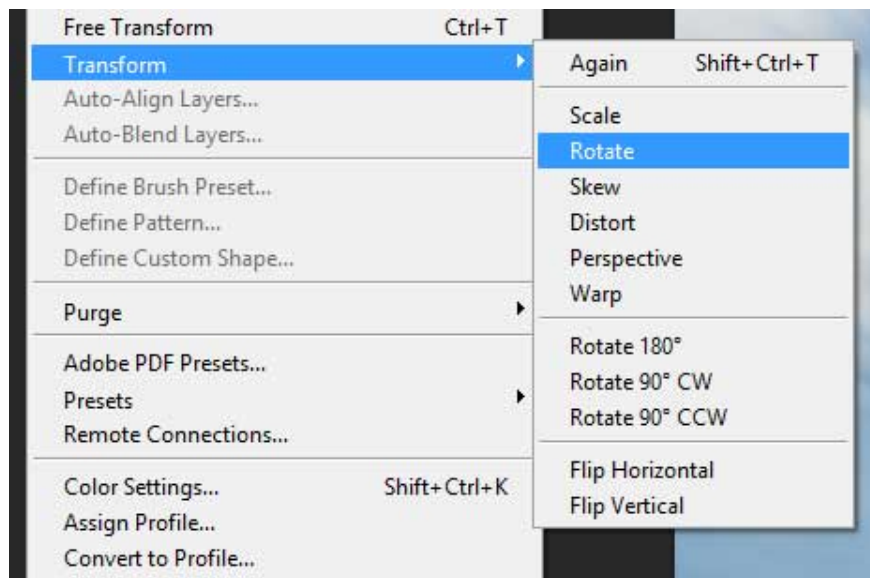 Free Transform Ctrl+T
Transform
Auto-Align Layers...
Auto-Blend Layers...
Define Brush Preset...
Define Pattern...
Define Custom Shape...
Purge
Adobe PDF Presets...
Presets
Remote Connections...
Color Settings... Shift+Ctrl+K
Assign Profile...
Convert to Profile...
Again Shift+Ctrl+T
Scale
Rotate
Skew
Distort
Perspective
Warp
Rotate 180°
Rotate 90° CW
Rotate 90° CCW
Flip Horizontal
Flip Vertical